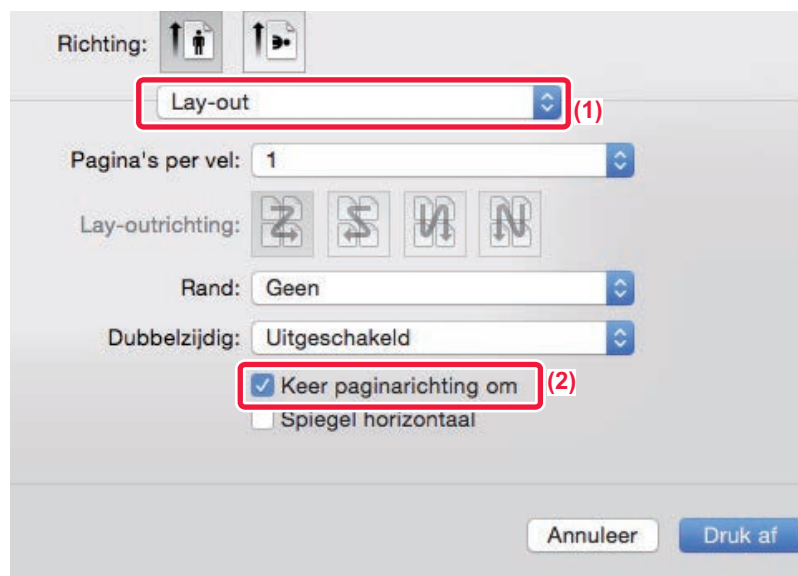 Richting:
Lay-out (1)
Pagina's per vel: 1
Lay-outrichting:
Rand: Geen
Dubbelzijdig: Uitgeschakeld
Keer paginarichting om (2)
Spiegel horizontaal
Annuleer Druk af